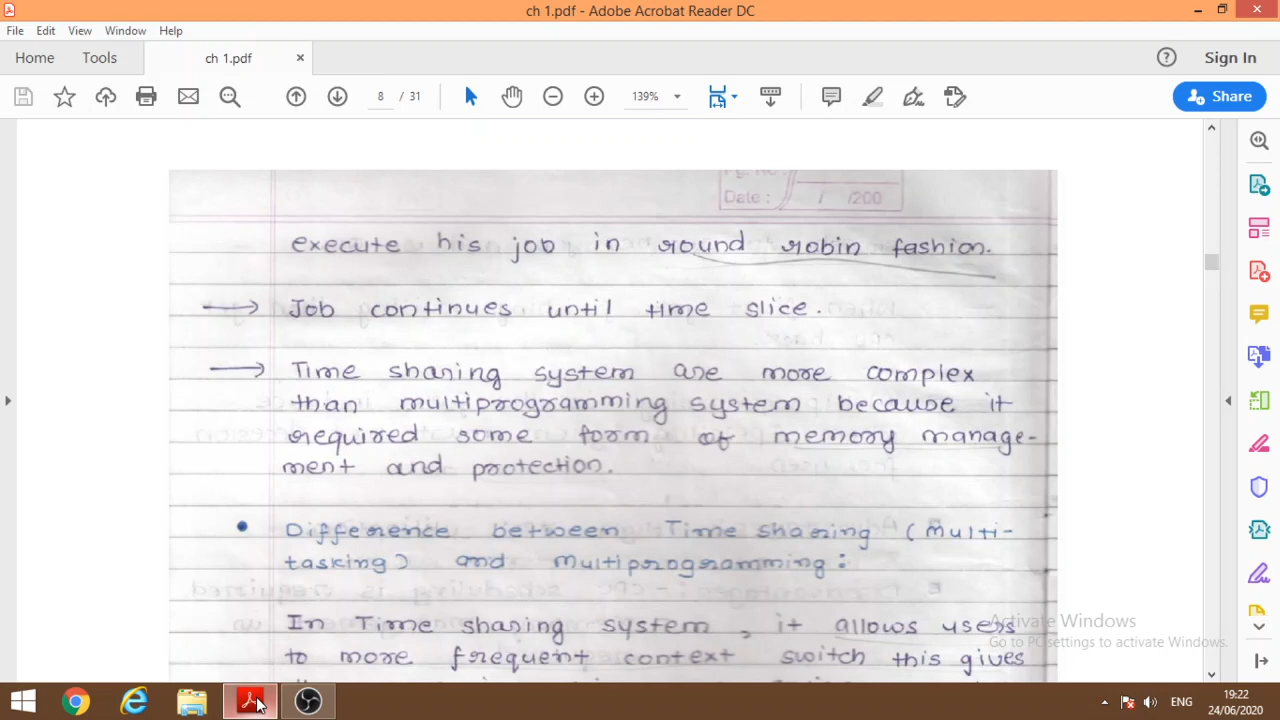 ch 1.pdf - Adobe Acrobat Reader DC
File Edit View Window Help
Home Tools ch 1.pdf × Sign In
8 / 31 139% Share
Date : / /200
execute his job in round robin fashion.
→ Job continues until time slice.
→ Time sharing system are more complex
than multiprogramming system because it
required some form of memory manage-
ment and protection.
• Difference between Time sharing (Multi-
tasking) and multiprogramming:
In Time sharing system, it allows users
to more frequent context switch this gives
Activate Windows
Go to PC settings to activate Windows.
ENG
19:22
24/06/2020